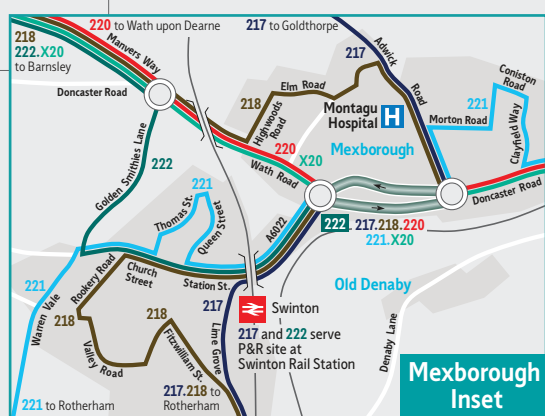 220 to Wath upon Dearne
217 to Goldthorpe
218
222.X20
to Barnsley
Manvers Way
217
Adwick
Road
Coniston
Road
Doncaster Road
Elm Road
218
Highwoods
Road
Montagu
Hospital H
221
Morton Road
Clayfield Way
Mexborough
220
X20
Wath Road
Golden Smithies Lane
222
221
Thomas St.
Queen Street
A6022
Doncaster Road
222.217.218.220
221.X20
Rookery Road
Church
Street
Station St.
Old Denaby
221
Warren Vale
217
Swinton
218
218
Lime Grove
217 and 222 serve
P&R site at
Swinton Rail Station
Denaby Lane
Valley Road
Fitzwilliam St.
221 to Rotherham
217.218 to
Rotherham
Mexborough
Inset